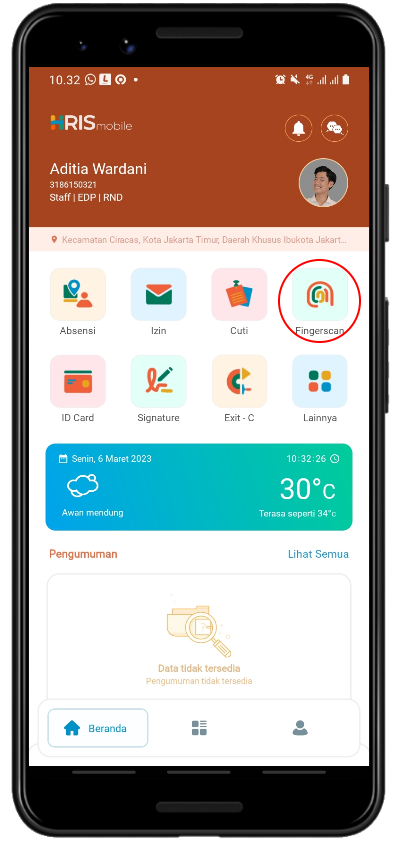 10.32
4G
HRIS mobile
Aditia Wardani
3186150321
Staff | EDP | RND
Kecamatan Ciracas, Kota Jakarta Timur, Daerah Khusus Ibukota Jakart...
Absensi Izin Cuti Fingerscan
ID Card Signature Exit - C Lainnya
Senin, 6 Maret 2023 10:32:26
30°C
Awan mendung Terasa seperti 34°c
Pengumuman Lihat Semua
Data tidak tersedia
Pengumuman tidak tersedia
Beranda